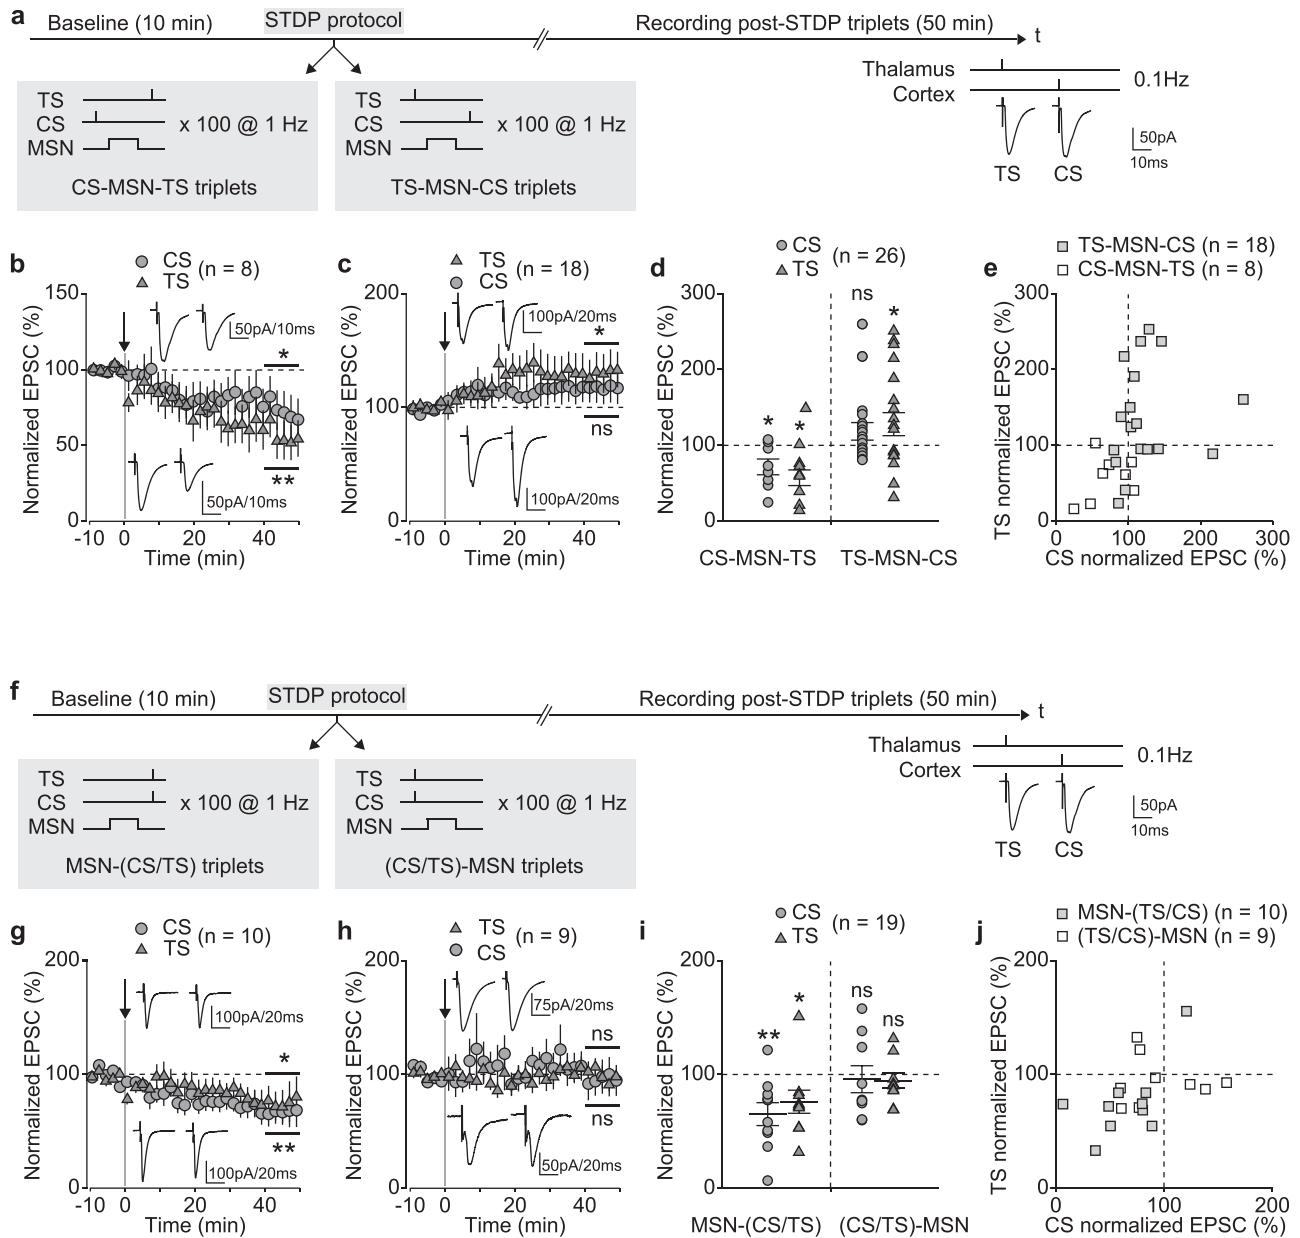 a
Baseline (10 min)
STDP protocol
Recording post-STDP triplets (50 min)
t
TS
CS
MSN
x 100 @ 1 Hz
CS-MSN-TS triplets
TS
CS
MSN
x 100 @ 1 Hz
TS-MSN-CS triplets
Thalamus
Cortex
0.1Hz
TS
CS
50pA
10ms
b
CS
TS
(n = 8)
Normalized EPSC (%)
150
100
50
0
50pA/10ms
*
**
50pA/10ms
-10 0 20 40
Time (min)
c
TS
CS
(n = 18)
Normalized EPSC (%)
200
100
0
100pA/20ms
*
ns
100pA/20ms
-10 0 20 40
Time (min)
d
CS
TS
(n = 26)
Normalized EPSC (%)
300
200
100
0
*
*
ns
*
CS-MSN-TS
TS-MSN-CS
e
TS-MSN-CS (n = 18)
CS-MSN-TS (n = 8)
TS normalized EPSC (%)
300
200
100
0
0 100 200 300
CS normalized EPSC (%)
f
Baseline (10 min)
STDP protocol
Recording post-STDP triplets (50 min)
t
TS
CS
MSN
x 100 @ 1 Hz
MSN-(CS/TS) triplets
TS
CS
MSN
x 100 @ 1 Hz
(CS/TS)-MSN triplets
Thalamus
Cortex
0.1Hz
TS
CS
50pA
10ms
g
CS
TS
(n = 10)
Normalized EPSC (%)
200
100
0
100pA/20ms
*
**
100pA/20ms
-10 0 20 40
Time (min)
h
TS
CS
(n = 9)
Normalized EPSC (%)
200
100
0
75pA/20ms
ns
ns
50pA/20ms
-10 0 20 40
Time (min)
i
CS
TS
(n = 19)
Normalized EPSC (%)
200
100
0
**
*
ns
ns
MSN-(CS/TS)
(CS/TS)-MSN
j
MSN-(TS/CS) (n = 10)
(TS/CS)-MSN (n = 9)
TS normalized EPSC (%)
200
100
0
0 100 200
CS normalized EPSC (%)